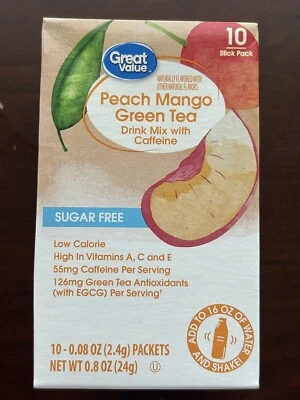 10
Stick Pack
Great
Value
NATURALLY FLAVORED WITH
OTHER NATURAL FLAVORS
Peach Mango
Green Tea
Drink Mix with
Caffeine
SUGAR FREE
Low Calorie
High In Vitamins A, C and E
55mg Caffeine Per Serving
126mg Green Tea Antioxidants
(with EGCG) Per Serving†
ADD TO 16 OZ OF WATER
AND SHAKE!
10 - 0.08 OZ (2.4g) PACKETS
NET WT 0.8 OZ (24g) U